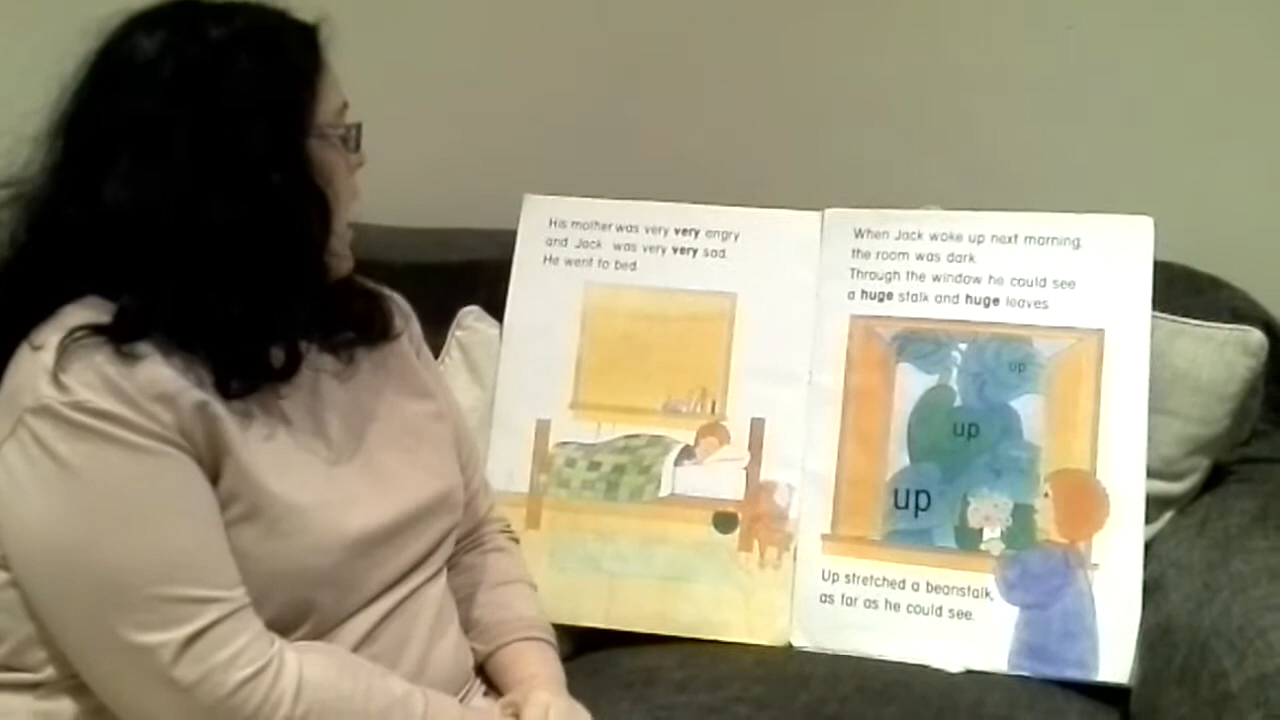 His mother was very very angry
and Jack was very very sad.
He went to bed.
When Jack woke up next morning,
the room was dark.
Through the window he could see
a huge stalk and huge leaves.
up
up
up
Up stretched a beanstalk,
as far as he could see.